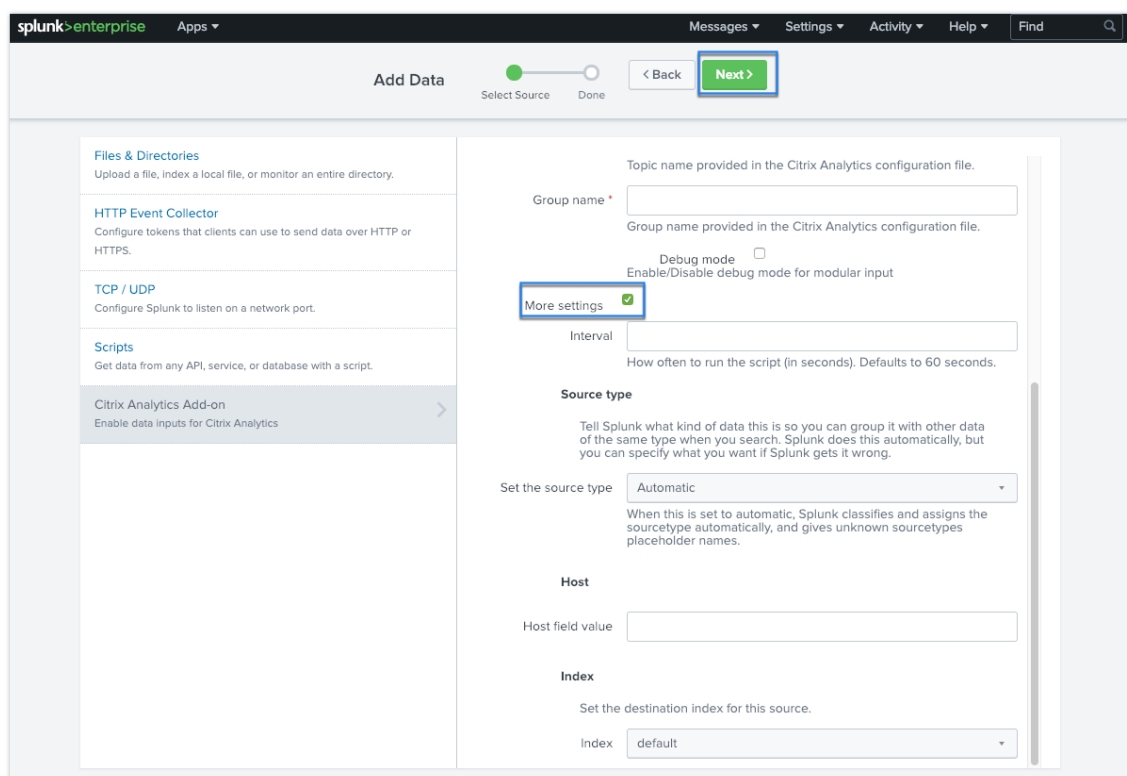 splunk>enterprise Apps Messages Settings Activity Help Find
Add Data
Select Source Done
< Back Next >
Files & Directories
Upload a file, index a local file, or monitor an entire directory.
HTTP Event Collector
Configure tokens that clients can use to send data over HTTP or
HTTPS.
TCP / UDP
Configure Splunk to listen on a network port.
Scripts
Get data from any API, service, or database with a script.
Citrix Analytics Add-on
Enable data inputs for Citrix Analytics
Topic name provided in the Citrix Analytics configuration file.
Group name *
Group name provided in the Citrix Analytics configuration file.
Debug mode
Enable/Disable debug mode for modular input
More settings
Interval
How often to run the script (in seconds). Defaults to 60 seconds.
Source type
Tell Splunk what kind of data this is so you can group it with other data
of the same type when you search. Splunk does this automatically, but
you can specify what you want if Splunk gets it wrong.
Set the source type Automatic
When this is set to automatic, Splunk classifies and assigns the
sourcetype automatically, and gives unknown sourcetypes
placeholder names.
Host
Host field value
Index
Set the destination index for this source.
Index default